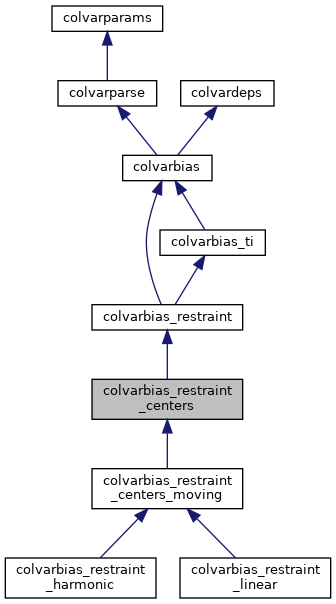 colvarparams
colvarparse
colvardeps
colvarbias
colvarbias_ti
colvarbias_restraint
colvarbias_restraint
_centers
colvarbias_restraint
_centers_moving
colvarbias_restraint
_harmonic
colvarbias_restraint
_linear